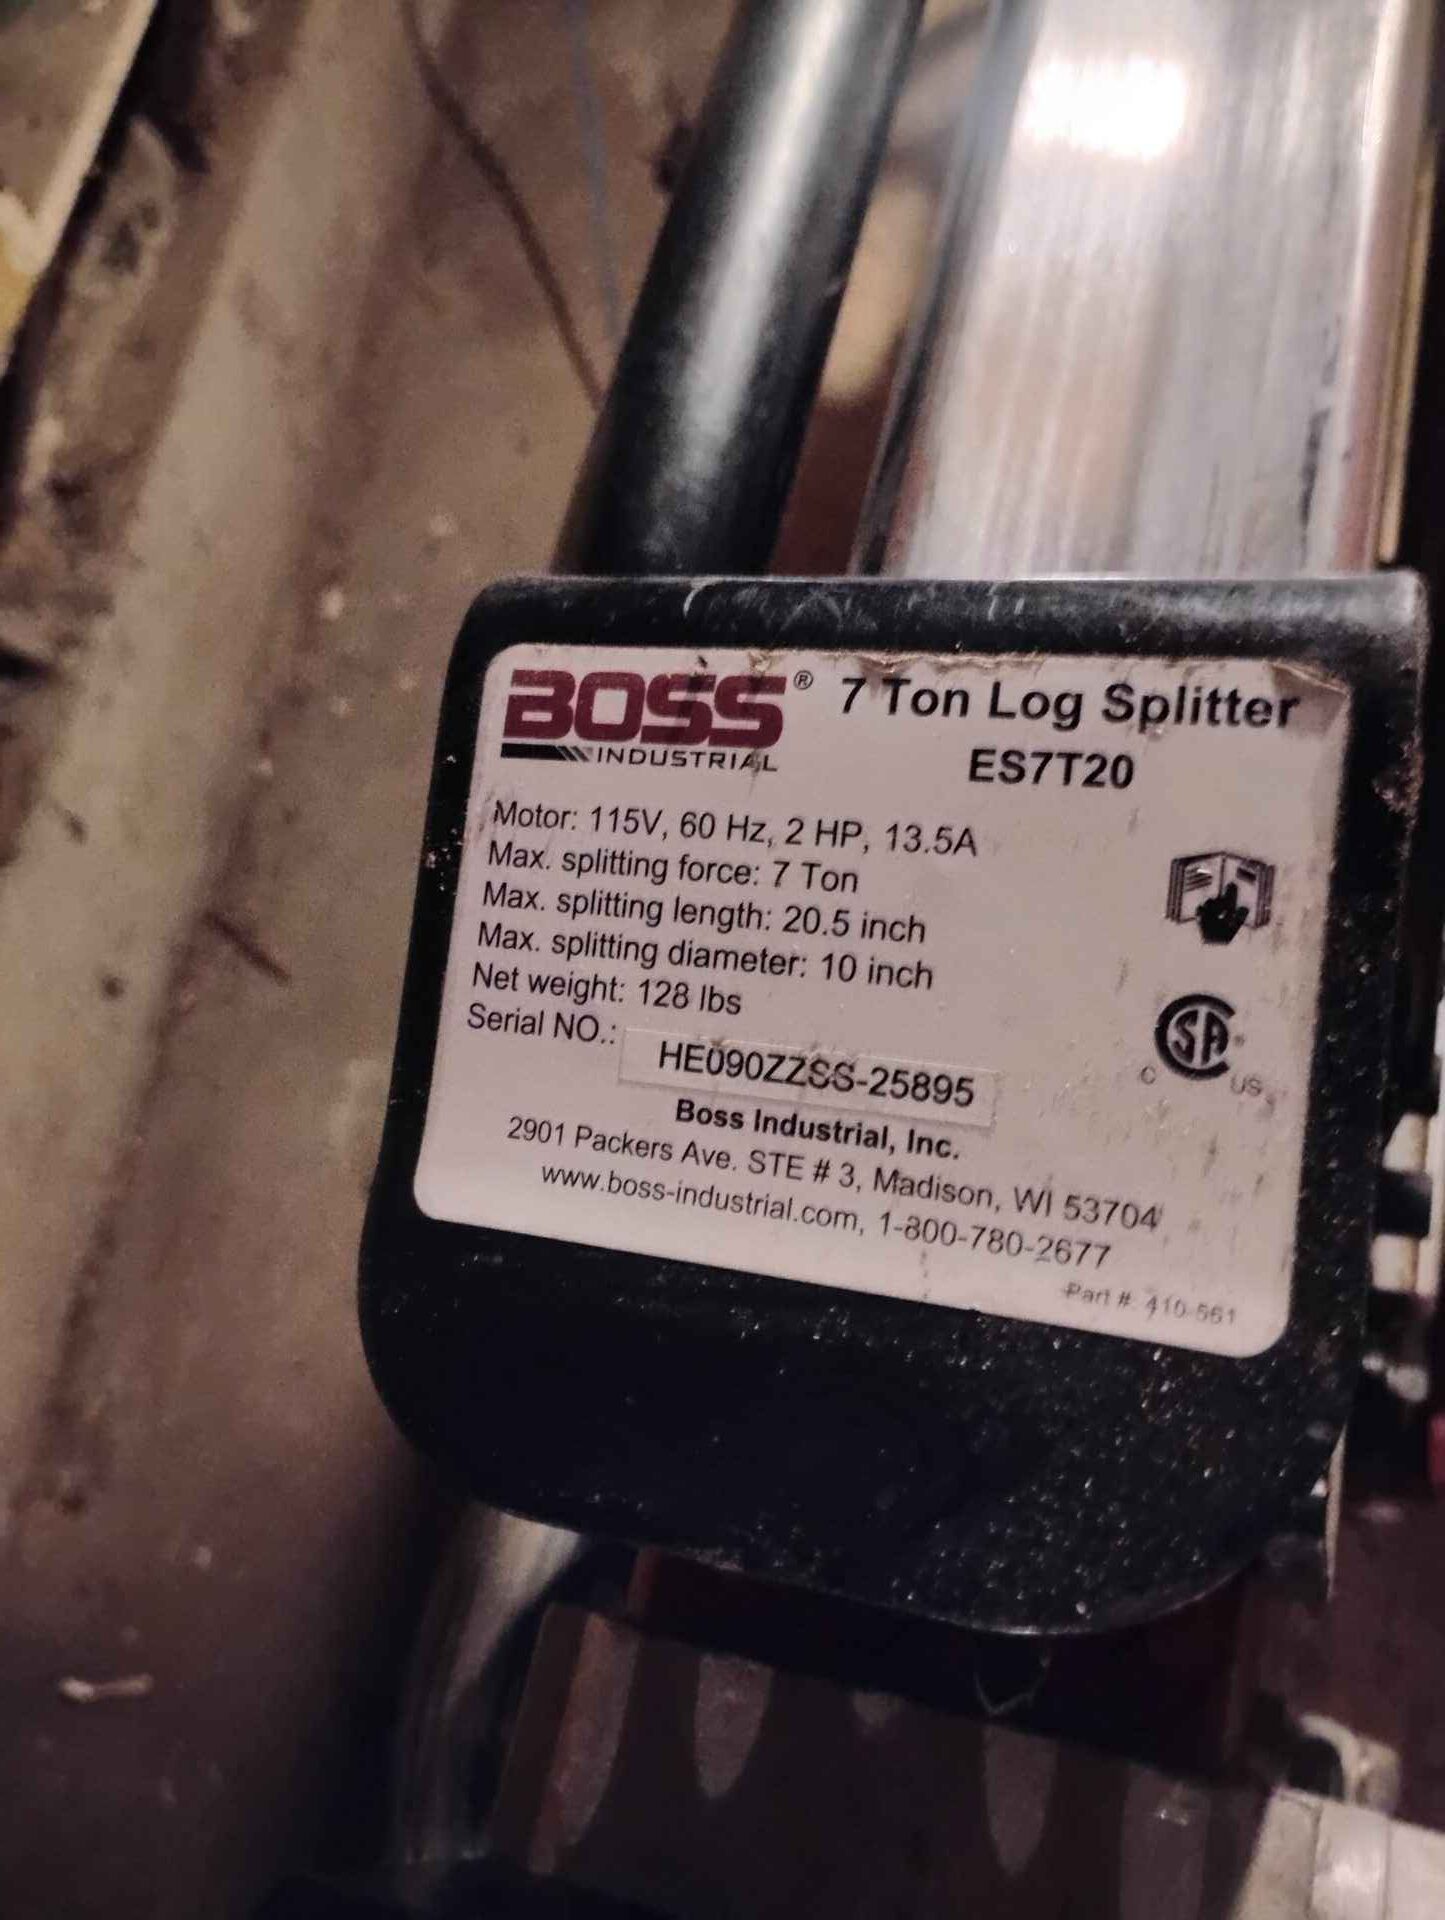 BOSS® 7 Ton Log Splitter
INDUSTRIAL
ES7T20
Motor: 115V, 60 Hz, 2 HP, 13.5A
Max. splitting force: 7 Ton
Max. splitting length: 20.5 inch
Max. splitting diameter: 10 inch
Net weight: 128 lbs
Serial NO.: HE090ZZSS-25895
CSA®
C US
Boss Industrial, Inc.
2901 Packers Ave. STE # 3, Madison, WI 53704
www.boss-industrial.com, 1-800-780-2677
Part #: 410-561